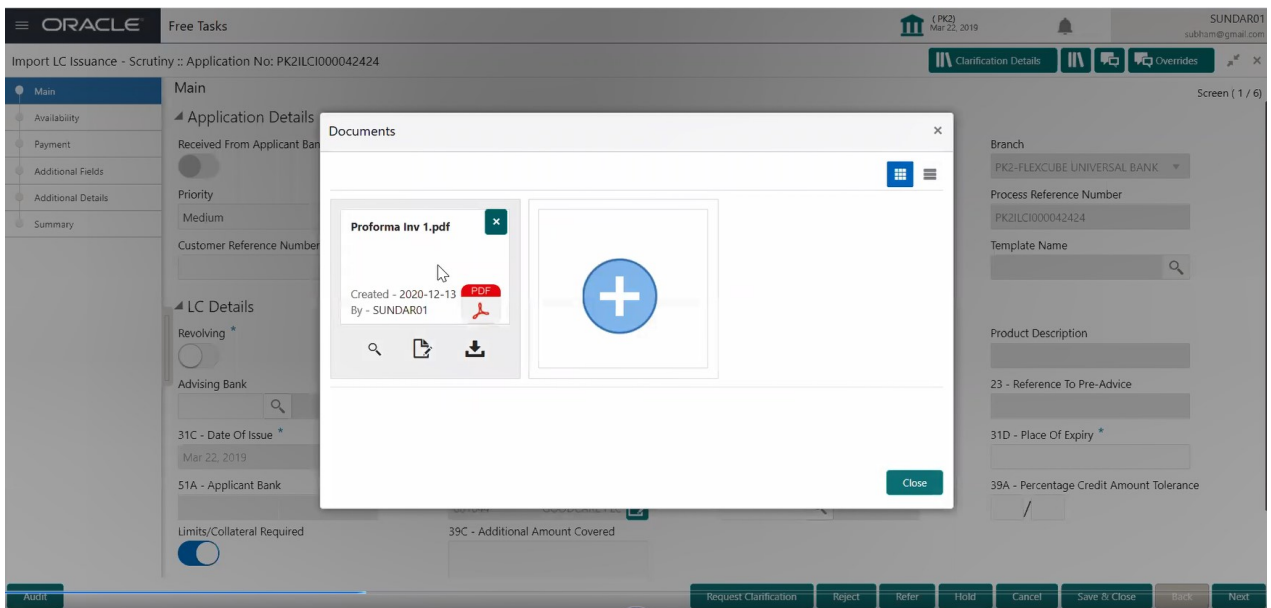 ORACLE
Free Tasks
(PK2)
Mar 22, 2019
SUNDAR01
subham@gmail.com
Import LC Issuance - Scrutiny :: Application No: PK2ILCI000042424
Clarification Details
Overrides
Main
Availability
Payment
Additional Fields
Additional Details
Summary
Main
Screen ( 1 / 6)
Application Details
Received From Applicant Ban
Priority
Medium
Customer Reference Number
Branch
PK2-FLEXCUBE UNIVERSAL BANK
Process Reference Number
PK2ILCI000042424
Template Name
Documents
Proforma Inv 1.pdf
Created - 2020-12-13
By - SUNDAR01
PDF
Close
LC Details
Revolving *
Product Description
Advising Bank
23 - Reference To Pre-Advice
31C - Date Of Issue *
Mar 22, 2019
31D - Place Of Expiry *
51A - Applicant Bank
39A - Percentage Credit Amount Tolerance
/
Limits/Collateral Required
39C - Additional Amount Covered
Audit
Request Clarification
Reject
Refer
Hold
Cancel
Save & Close
Back
Next